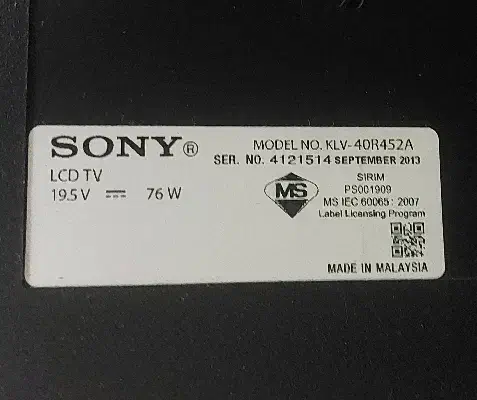 SONY®
MODEL NO. KLV-40R452A
SER. NO. 4121514 SEPTEMBER 2013
LCD TV
19.5 V ⎓ 76 W
MS
SIRIM
PS001909
MS IEC 60065 : 2007
Label Licensing Program
MADE IN MALAYSIA